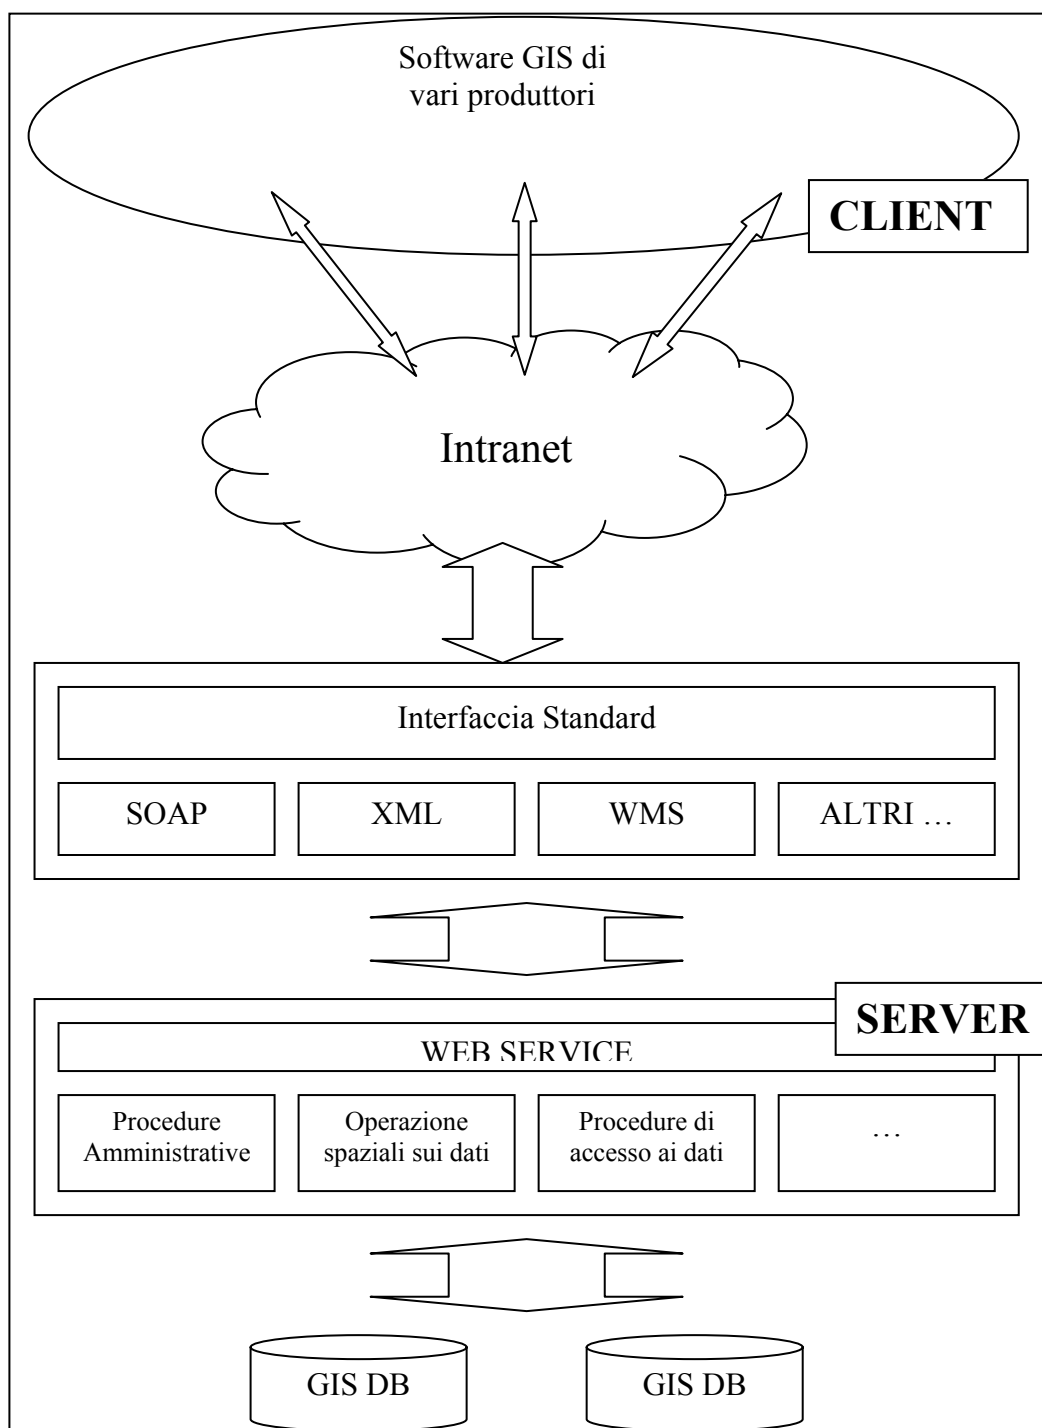 Software GIS di
vari produttori
CLIENT
Intranet
Interfaccia Standard
SOAP
XML
WMS
ALTRI …
SERVER
WEB SERVICE
Procedure
Amministrative
Operazione
spaziali sui dati
Procedure di
accesso ai dati
…
GIS DB
GIS DB